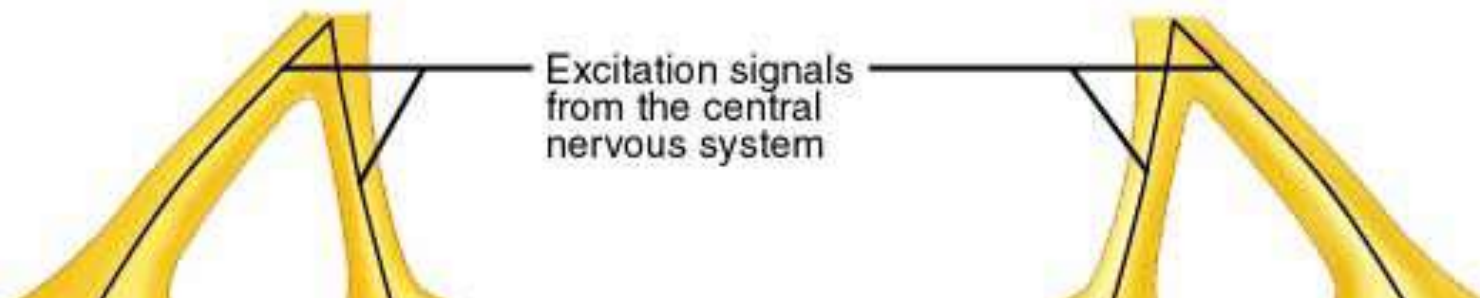 Excitation signals
from the central
nervous system